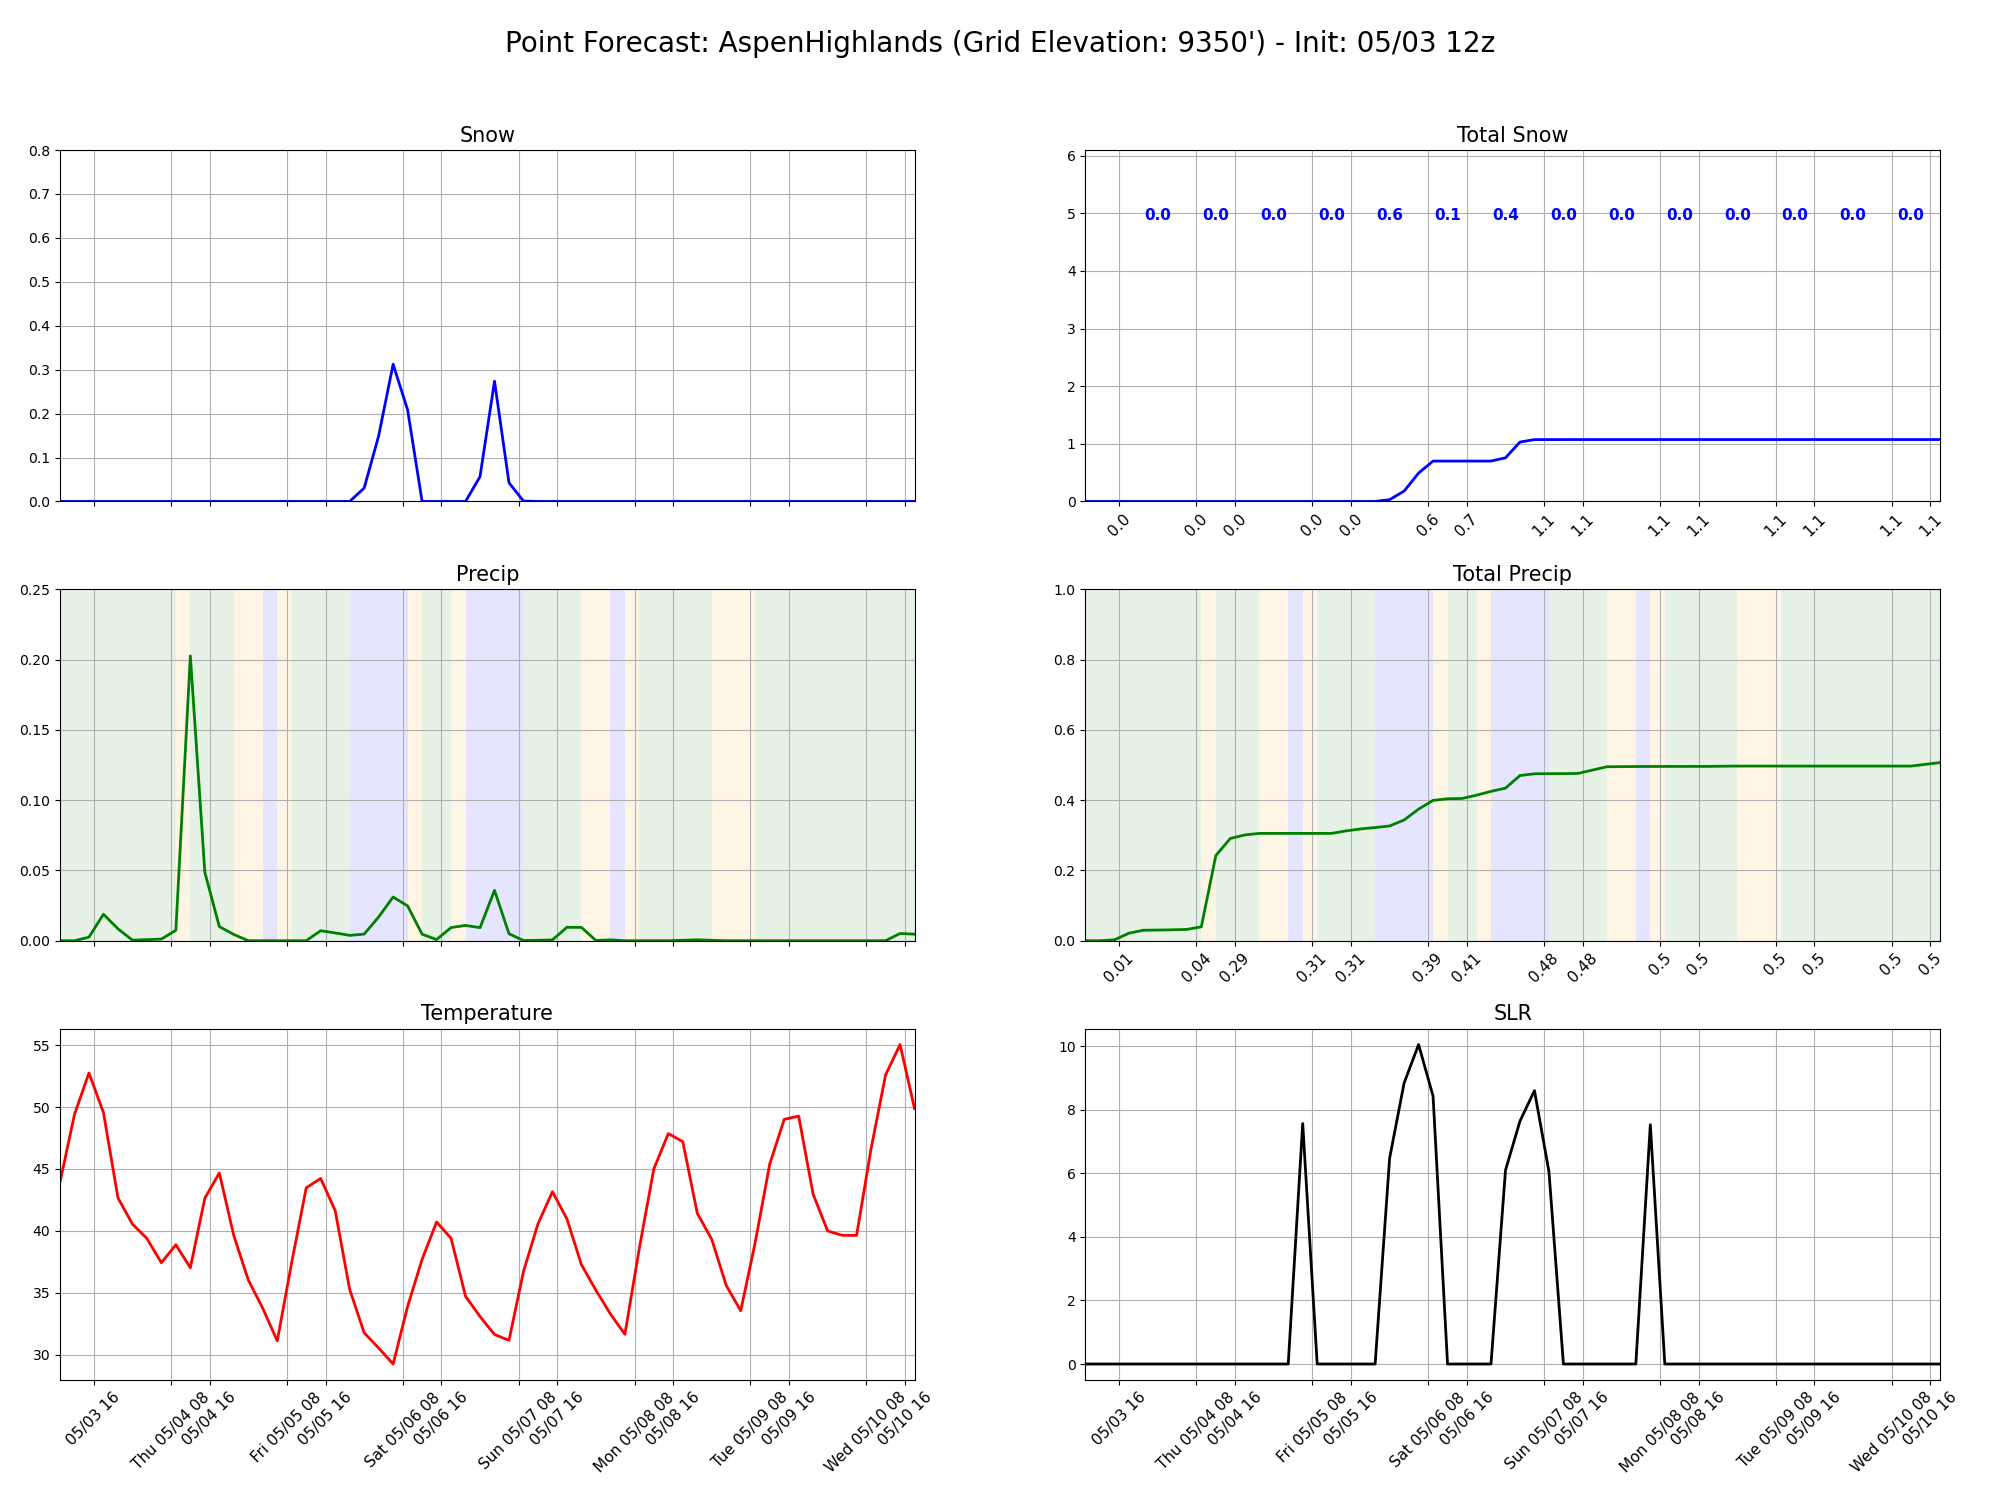 Point Forecast: AspenHighlands (Grid Elevation: 9350') - Init: 05/03 12z
Snow
0.8
0.7
0.6
0.5
0.4
0.3
0.2
0.1
0.0
Total Snow
6
5
4
3
2
1
0
0.0 0.0 0.0 0.0 0.6 0.1 0.4 0.0 0.0 0.0 0.0 0.0 0.0 0.0
0.0 0.0 0.0 0.0 0.0 0.6 0.7 1.1 1.1 1.1 1.1 1.1 1.1 1.1 1.1
Precip
0.25
0.20
0.15
0.10
0.05
0.00
Total Precip
1.0
0.8
0.6
0.4
0.2
0.0
0.01 0.04 0.29 0.31 0.31 0.39 0.41 0.48 0.48 0.5 0.5 0.5 0.5 0.5 0.5
Temperature
55
50
45
40
35
30
05/03 16
Thu 05/04 08
05/04 16
Fri 05/05 08
05/05 16
Sat 05/06 08
05/06 16
Sun 05/07 08
05/07 16
Mon 05/08 08
05/08 16
Tue 05/09 08
05/09 16
Wed 05/10 08
05/10 16
SLR
10
8
6
4
2
0
05/03 16
Thu 05/04 08
05/04 16
Fri 05/05 08
05/05 16
Sat 05/06 08
05/06 16
Sun 05/07 08
05/07 16
Mon 05/08 08
05/08 16
Tue 05/09 08
05/09 16
Wed 05/10 08
05/10 16